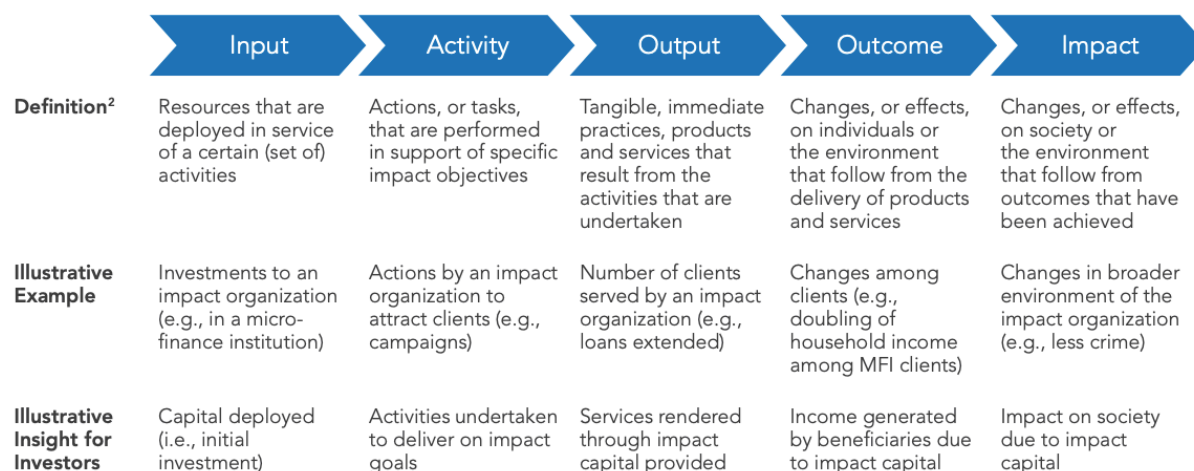 Input
Activity
Output
Outcome
Impact
Definition²
Resources that are
deployed in service
of a certain (set of)
activities
Actions, or tasks,
that are performed
in support of specific
impact objectives
Tangible, immediate
practices, products
and services that
result from the
activities that are
undertaken
Changes, or effects,
on individuals or
the environment
that follow from the
delivery of products
and services
Changes, or effects,
on society or
the environment
that follow from
outcomes that have
been achieved
Illustrative
Example
Investments to an
impact organization
(e.g., in a micro-
finance institution)
Actions by an impact
organization to
attract clients (e.g.,
campaigns)
Number of clients
served by an impact
organization (e.g.,
loans extended)
Changes among
clients (e.g.,
doubling of
household income
among MFI clients)
Changes in broader
environment of the
impact organization
(e.g., less crime)
Illustrative
Insight for
Investors
Capital deployed
(i.e., initial
investment)
Activities undertaken
to deliver on impact
goals
Services rendered
through impact
capital provided
Income generated
by beneficiaries due
to impact capital
Impact on society
due to impact
capital